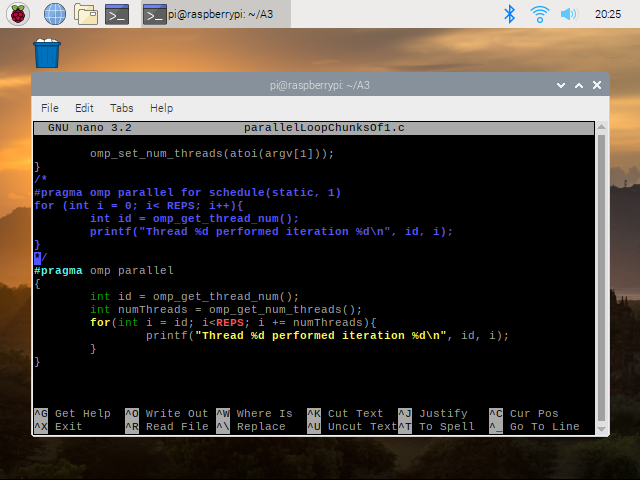 pi@raspberrypi: ~/A3
20:25
pi@raspberrypi: ~/A3
File Edit Tabs Help
GNU nano 3.2 parallelLoopChunksOf1.c
omp_set_num_threads(atoi(argv[1]));
}
/*
#pragma omp parallel for schedule(static, 1)
for (int i = 0; i< REPS; i++){
int id = omp_get_thread_num();
printf("Thread %d performed iteration %d\n", id, i);
}
*/
#pragma omp parallel
{
int id = omp_get_thread_num();
int numThreads = omp_get_num_threads();
for(int i = id; i<REPS; i += numThreads){
printf("Thread %d performed iteration %d\n", id, i);
}
}
^G Get Help ^O Write Out ^W Where Is ^K Cut Text ^J Justify ^C Cur Pos
^X Exit ^R Read File ^\ Replace ^U Uncut Text ^T To Spell ^_ Go To Line